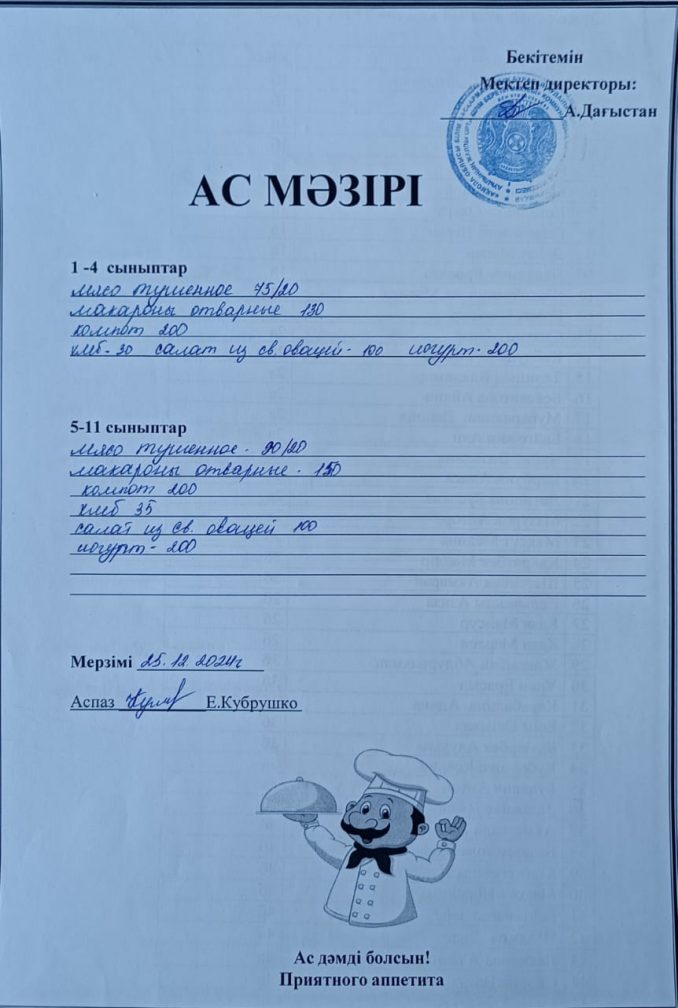 Бекітемін
Мектеп директоры:
А.Дағыстан
АС МӘЗІРІ
1 -4 сыныптар
мясо тушенное 75/20
макароны отварные 130
компот 200
хлеб - 30 салат из св. овощей - 100 йогурт - 200
5-11 сыныптар
мясо тушенное - 90/20
макароны отварные - 150
компот 200
хлеб 35
салат из св. овощей 100
йогурт - 200
Мерзімі 25.12.2024г
Аспаз Е.Кубрушко
Ас дәмді болсын!
Приятного аппетита